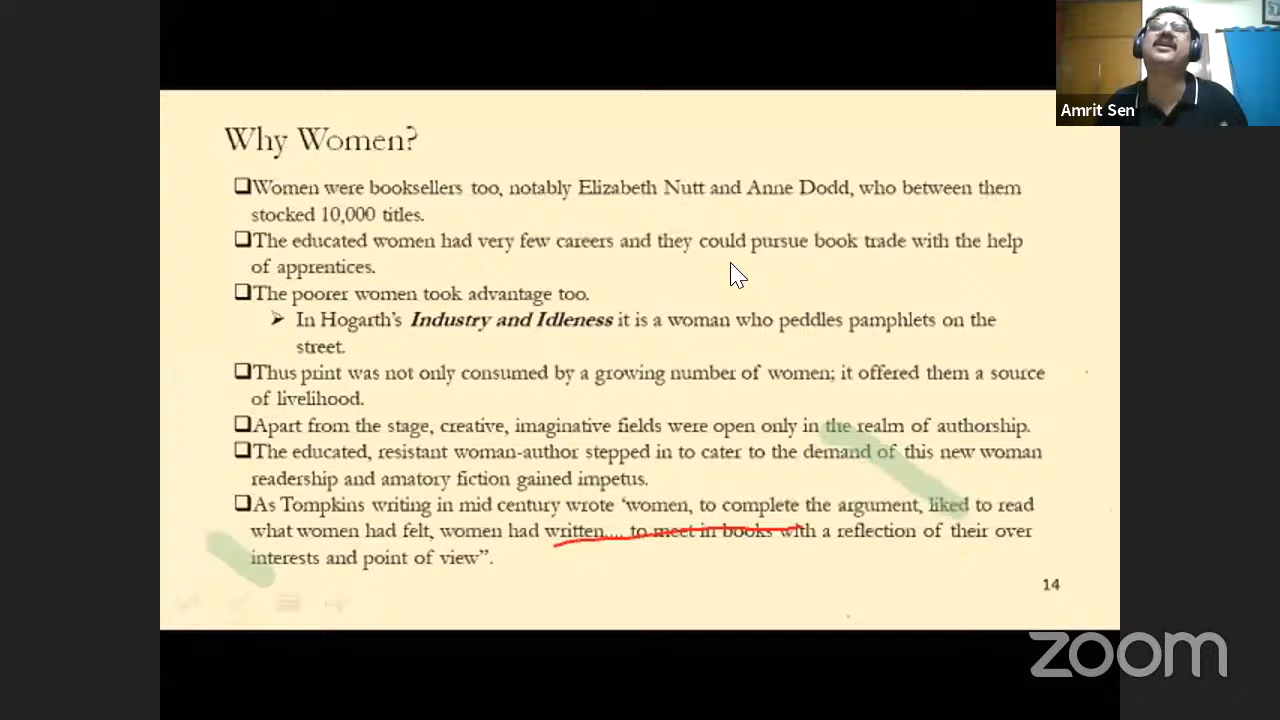 Amrit Sen
Why Women?
❑Women were booksellers too, notably Elizabeth Nutt and Anne Dodd, who between them
stocked 10,000 titles.
❑The educated women had very few careers and they could pursue book trade with the help
of apprentices.
❑The poorer women took advantage too.
➢ In Hogarth's Industry and Idleness it is a woman who peddles pamphlets on the
street.
❑Thus print was not only consumed by a growing number of women; it offered them a source
of livelihood.
❑Apart from the stage, creative, imaginative fields were open only in the realm of authorship.
❑The educated, resistant woman-author stepped in to cater to the demand of this new woman
readership and amatory fiction gained impetus.
❑As Tompkins writing in mid century wrote 'women, to complete the argument, liked to read
what women had felt, women had written.... to meet in books with a reflection of their over
interests and point of view".
14
zoom